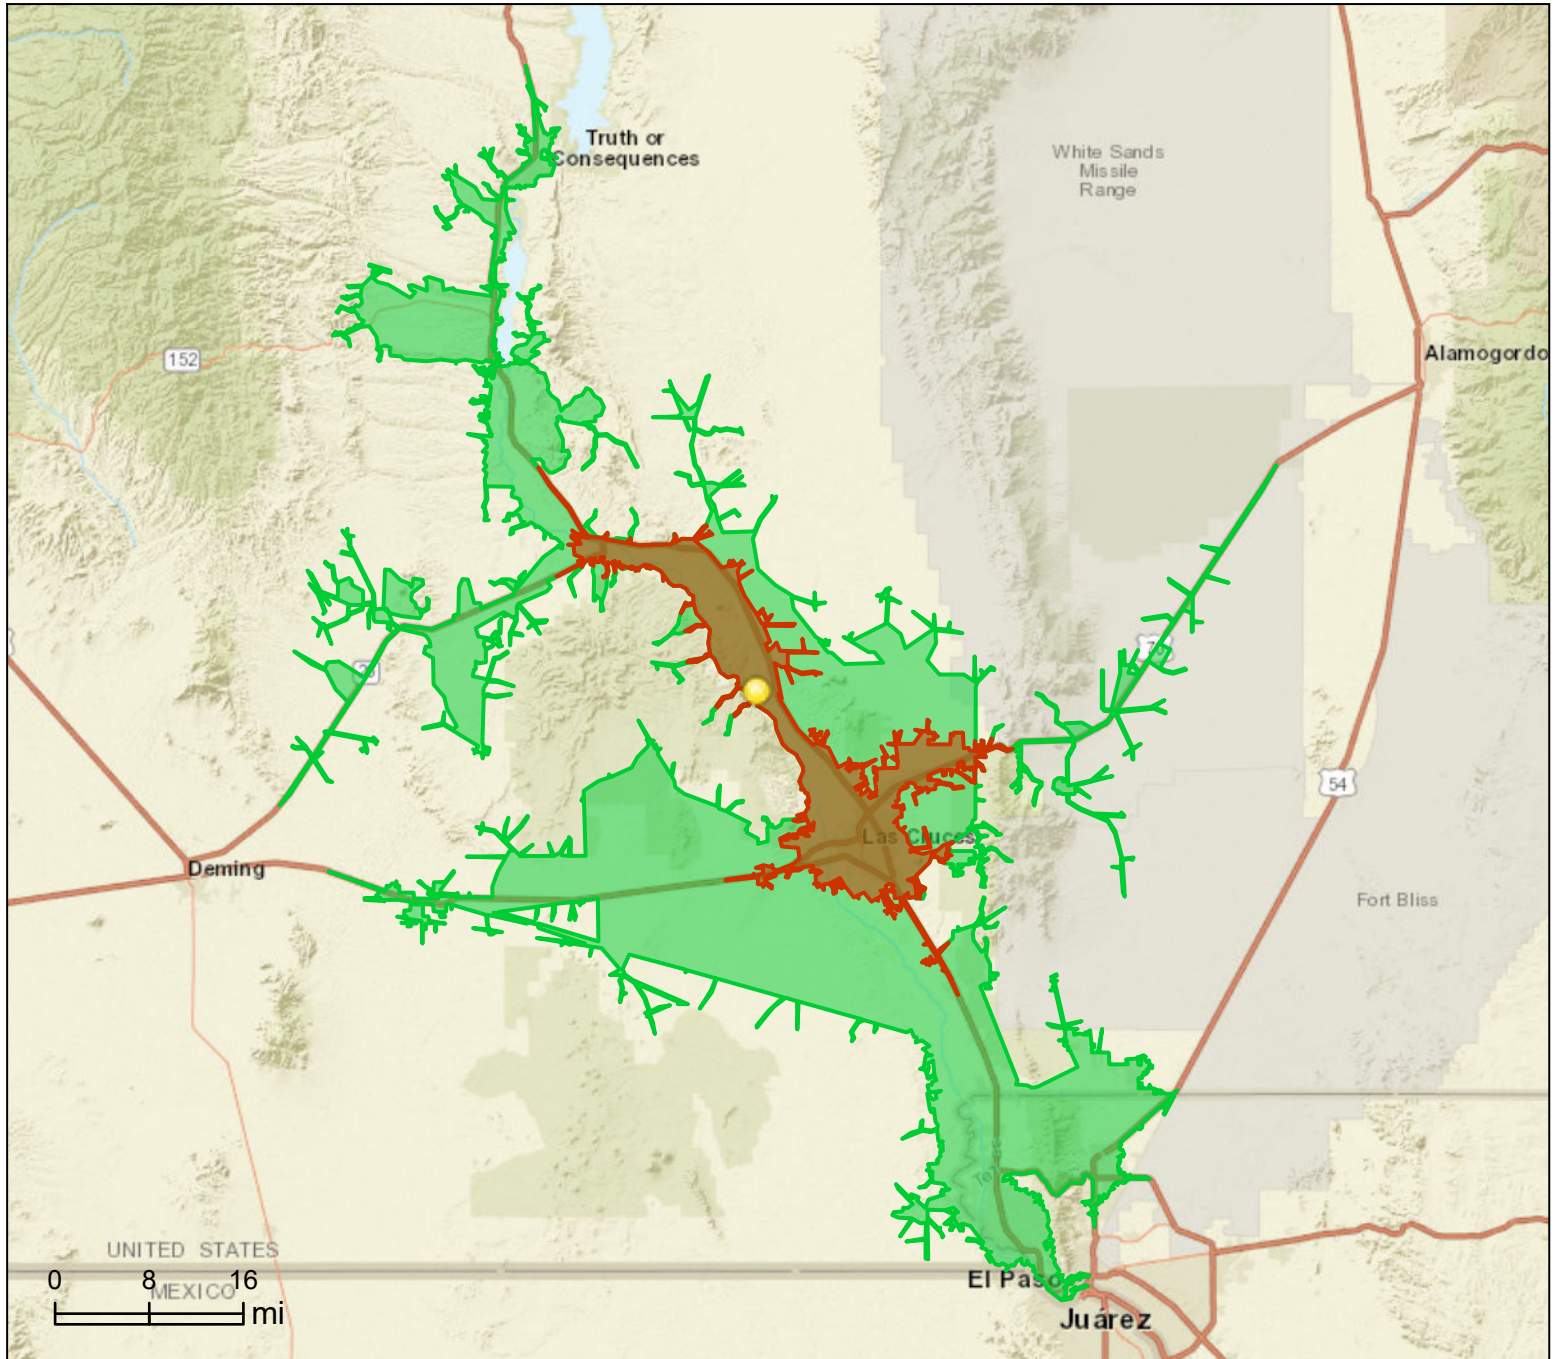 Truth or
Consequences
White Sands
Missile
Range
152
Alamogordo
54
Las Cruces
Deming
Fort Bliss
Texas
UNITED STATES
MEXICO
0 8 16
mi
El Paso
Juárez